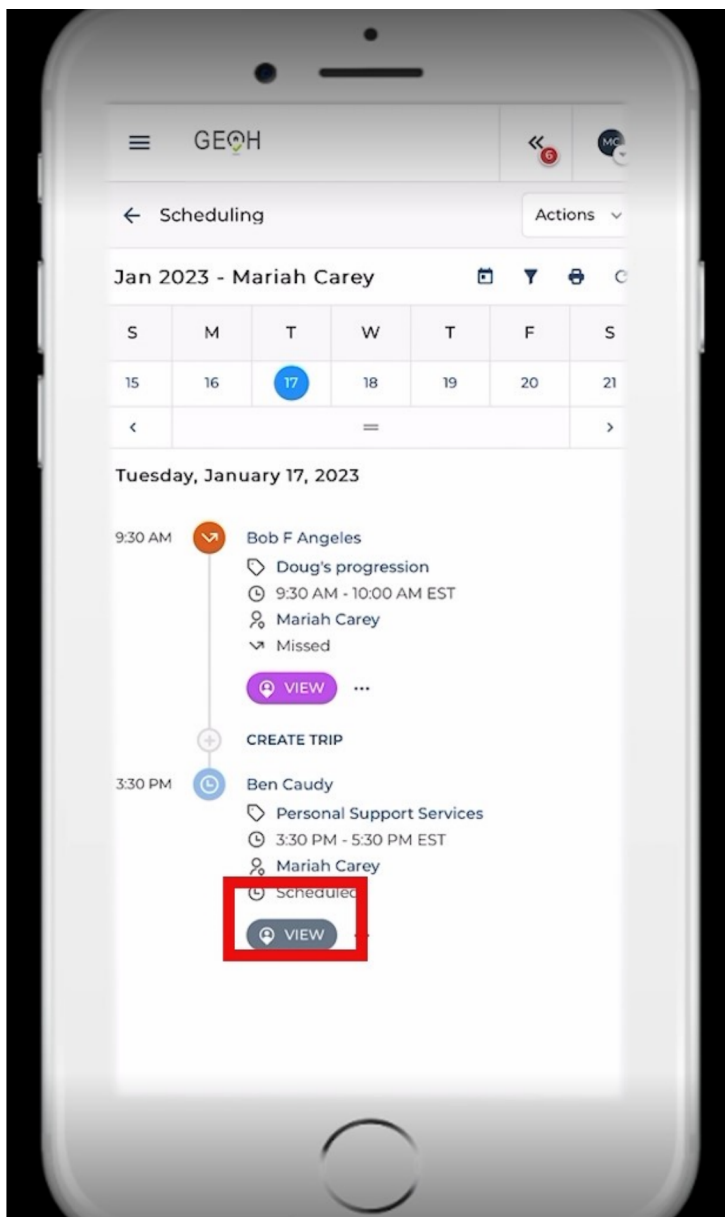 GEOH
6
MC
Scheduling
Actions
Jan 2023 - Mariah Carey
S M T W T F S
15 16 17 18 19 20 21
Tuesday, January 17, 2023
9:30 AM Bob F Angeles
Doug's progression
9:30 AM - 10:00 AM EST
Mariah Carey
Missed
VIEW
CREATE TRIP
3:30 PM Ben Caudy
Personal Support Services
3:30 PM - 5:30 PM EST
Mariah Carey
Scheduled
VIEW